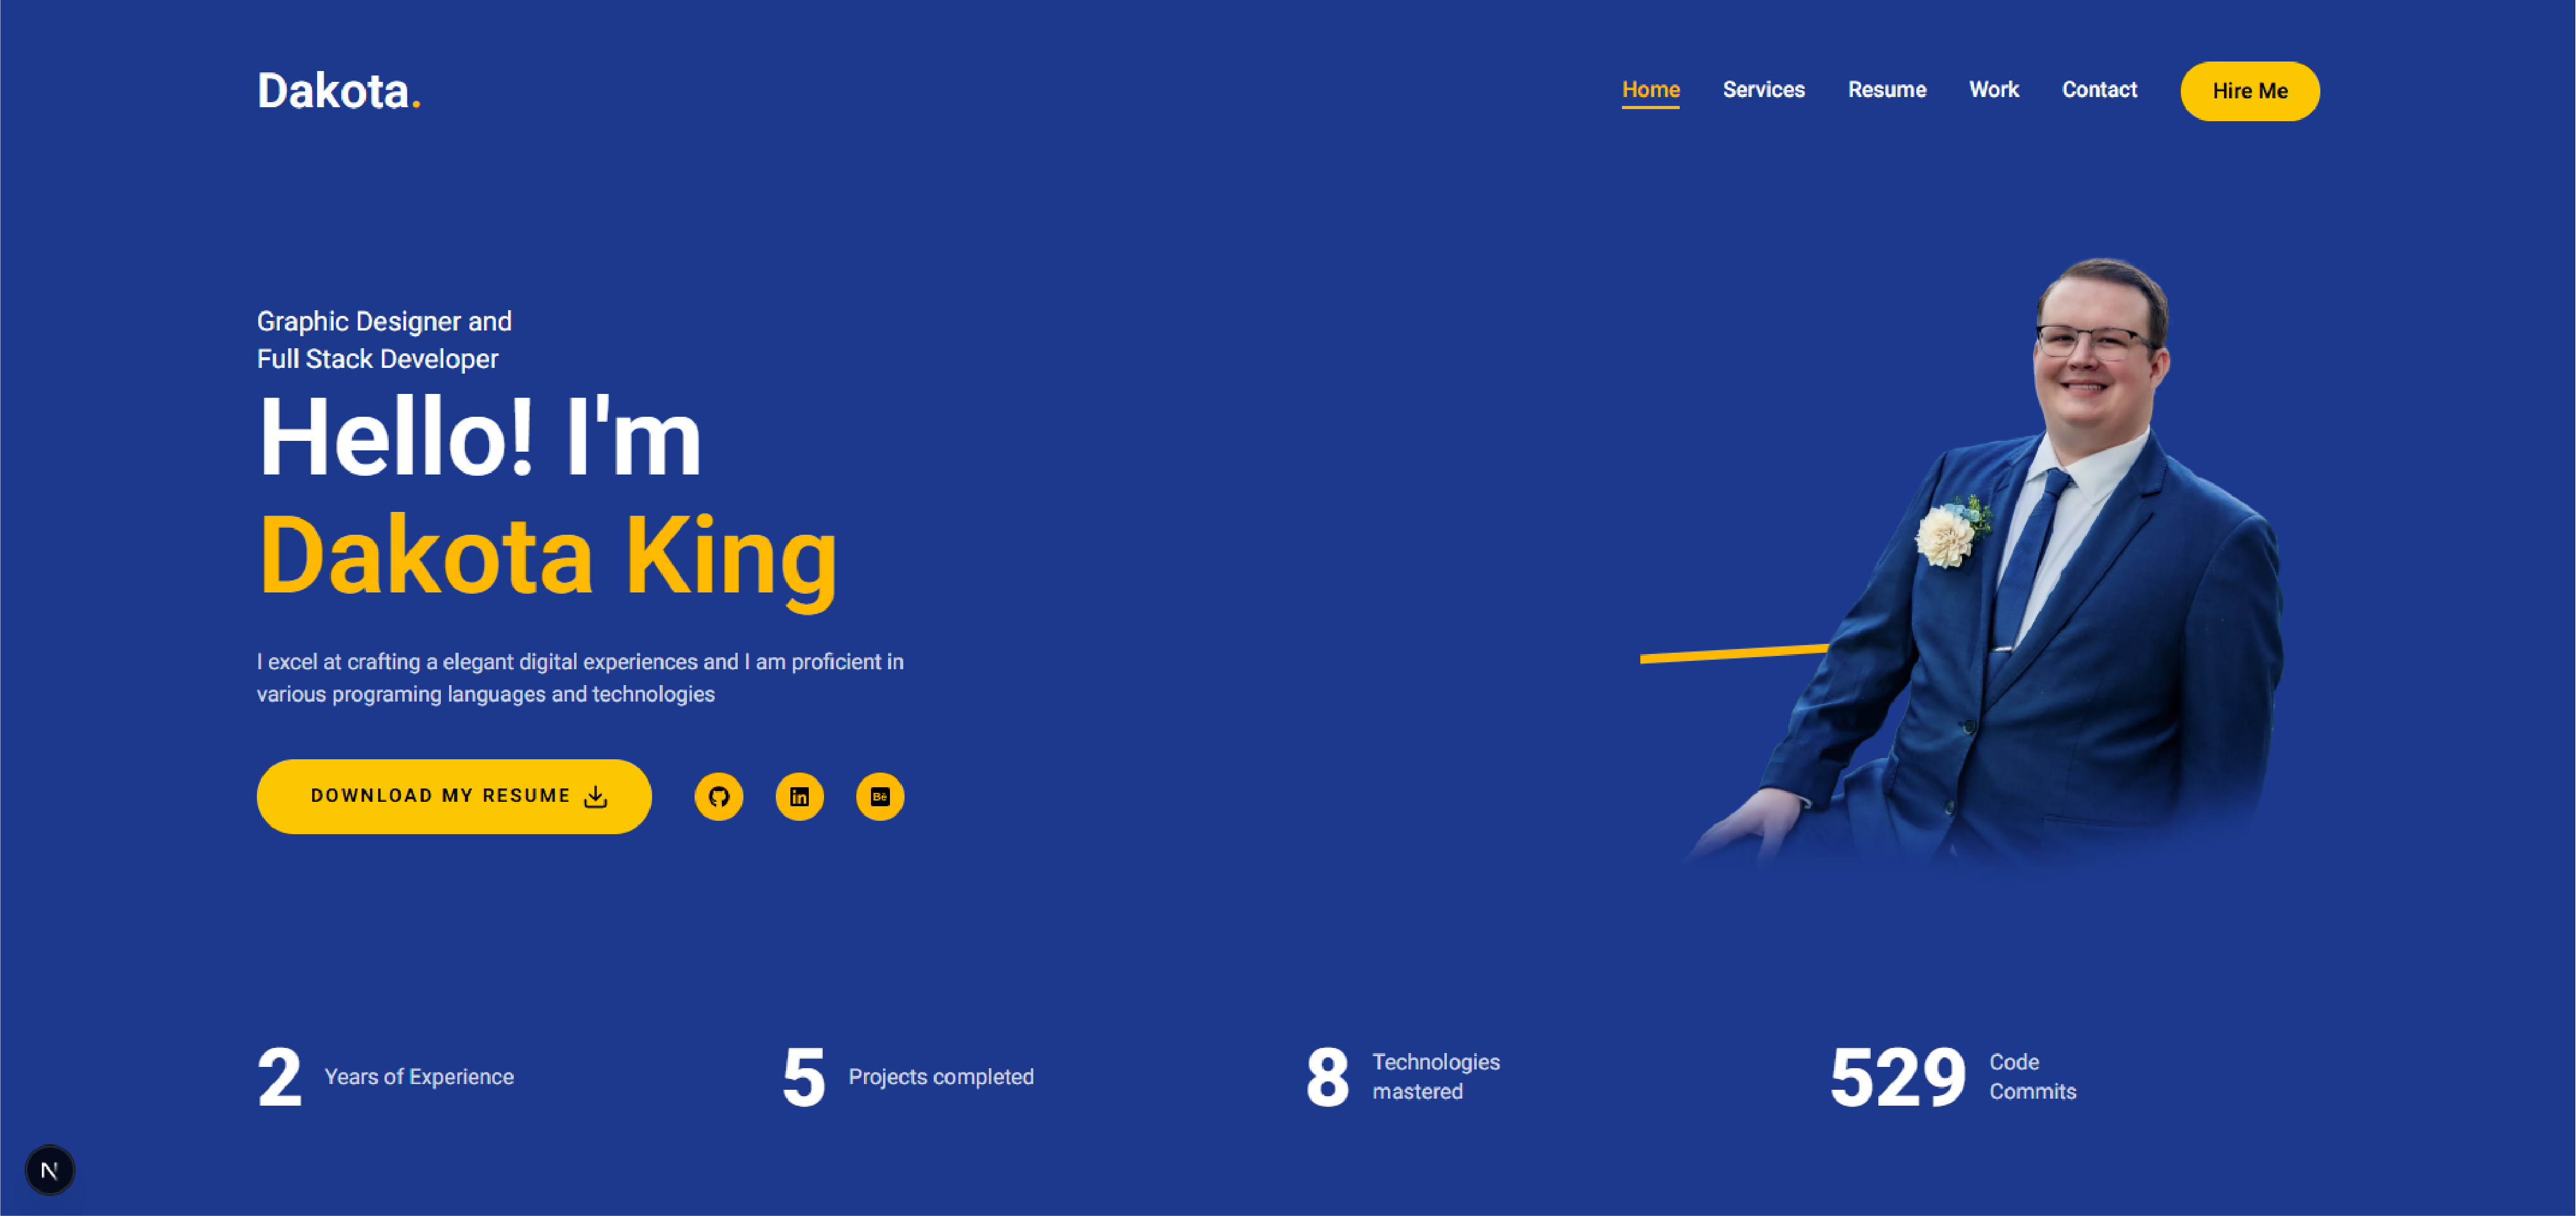 Dakota.
Home Services Resume Work Contact Hire Me
Graphic Designer and
Full Stack Developer
Hello! I'm
Dakota King
I excel at crafting a elegant digital experiences and I am proficient in
various programing languages and technologies
DOWNLOAD MY RESUME
in
Bē
2 Years of Experience
5 Projects completed
8 Technologies
mastered
529 Code
Commits
N